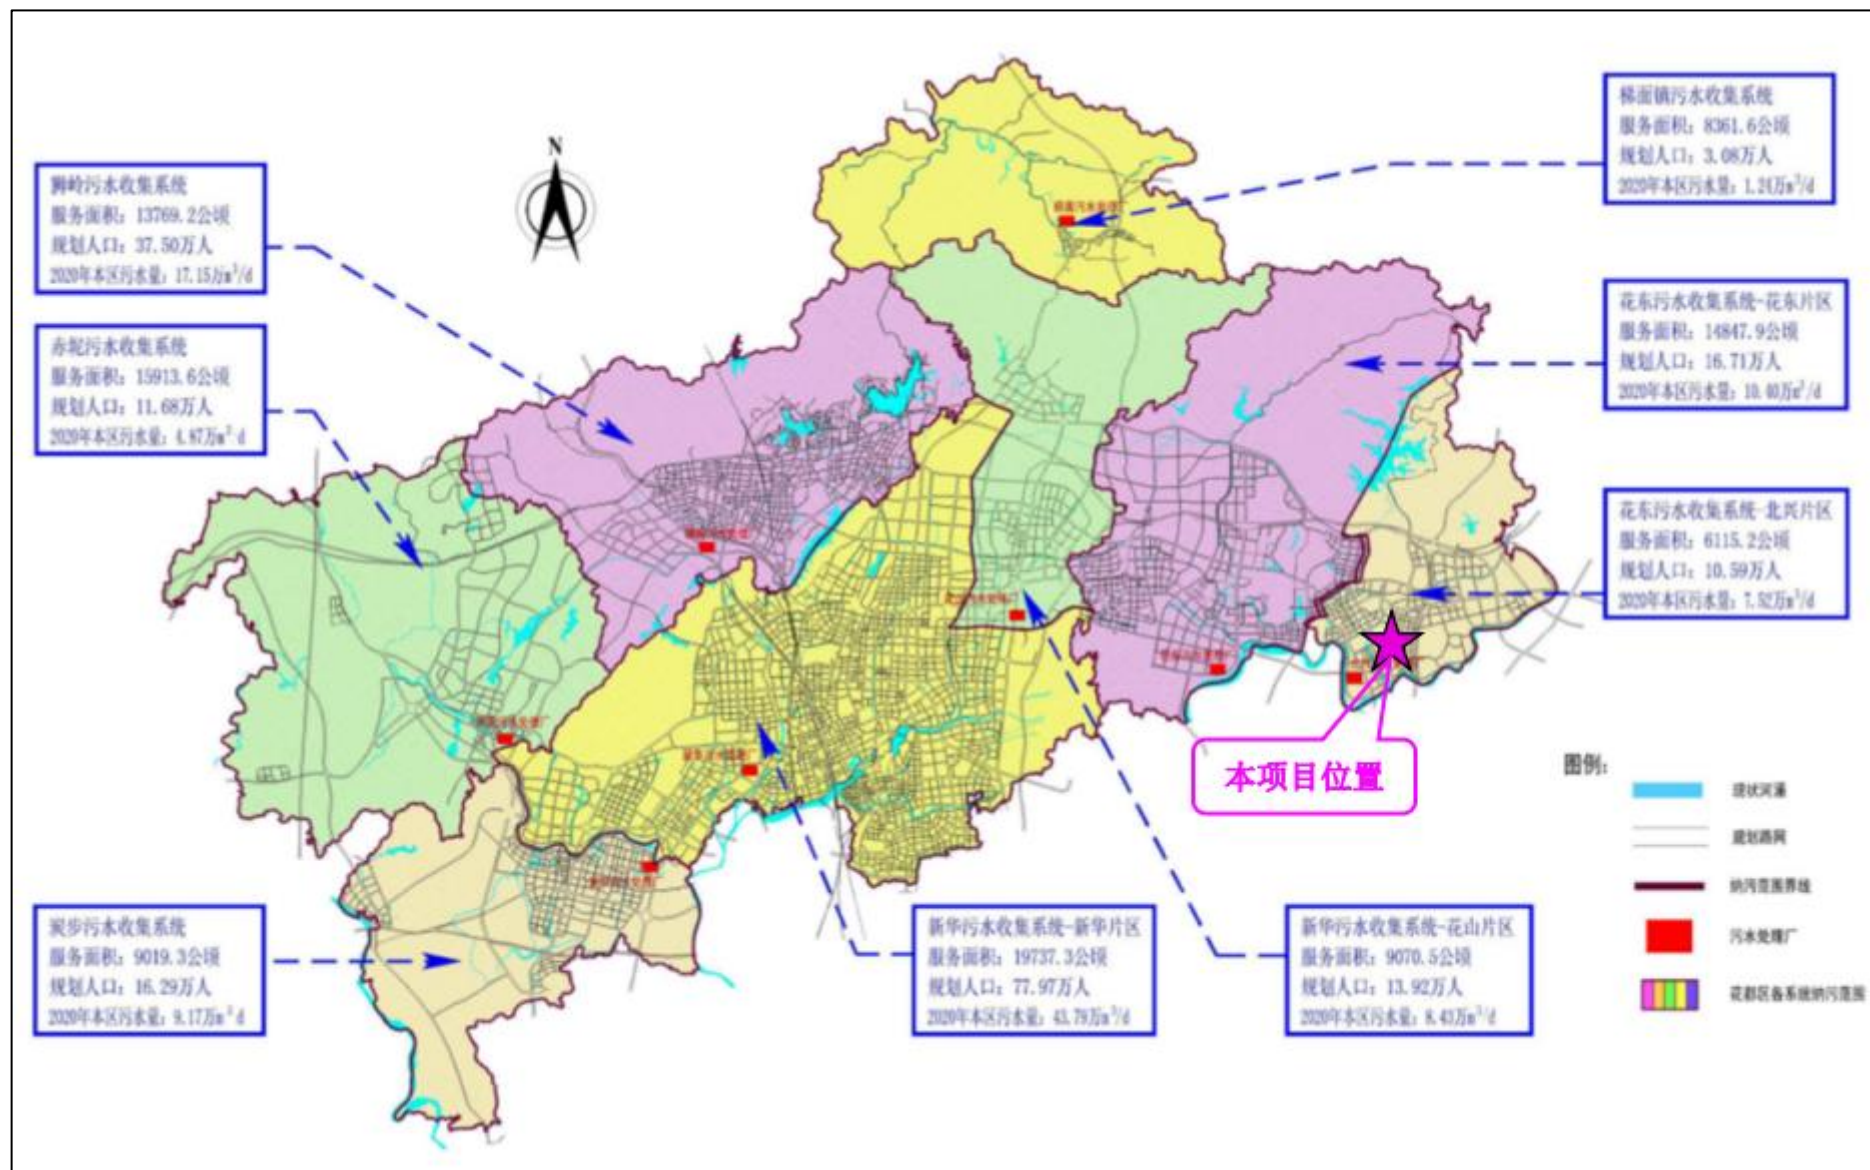 N
狮岭污水收集系统
服务面积：13769.2公顷
规划人口：37.50万人
2020年本区污水量：17.15万m³/d
赤坭污水收集系统
服务面积：15913.6公顷
规划人口：11.68万人
2020年本区污水量：4.87万m³/d
炭步污水收集系统
服务面积：9019.3公顷
规划人口：16.29万人
2020年本区污水量：9.17万m³/d
梯面镇污水收集系统
服务面积：8361.6公顷
规划人口：3.08万人
2020年本区污水量：1.24万m³/d
花东污水收集系统-花东片区
服务面积：14847.9公顷
规划人口：16.71万人
2020年本区污水量：10.40万m³/d
花东污水收集系统-北兴片区
服务面积：6115.2公顷
规划人口：10.59万人
2020年本区污水量：7.52万m³/d
新华污水收集系统-新华片区
服务面积：19737.3公顷
规划人口：77.97万人
2020年本区污水量：43.78万m³/d
新华污水收集系统-花山片区
服务面积：9070.5公顷
规划人口：13.92万人
2020年本区污水量：8.43万m³/d
本项目位置
图例：
现状河涌
规划路网
纳污范围界线
污水处理厂
花都区各系统纳污范围